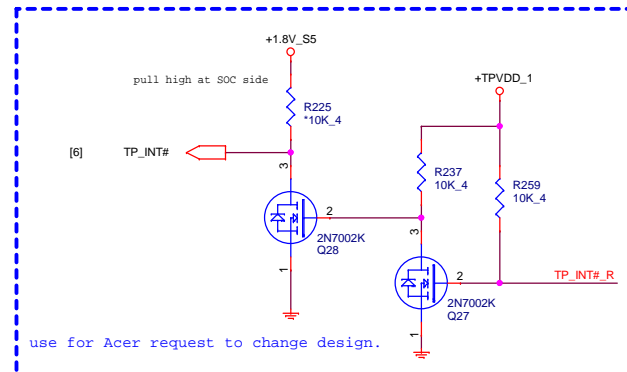 +1.8V_S5
pull high at SOC side
+TPVDD_1
R225
*10K_4
[6]
TP_INT#
R237
10K_4
R259
10K_4
3
2
2N7002K
Q28
1
3
2
TP_INT#_R
2N7002K
Q27
1
use for Acer request to change design.